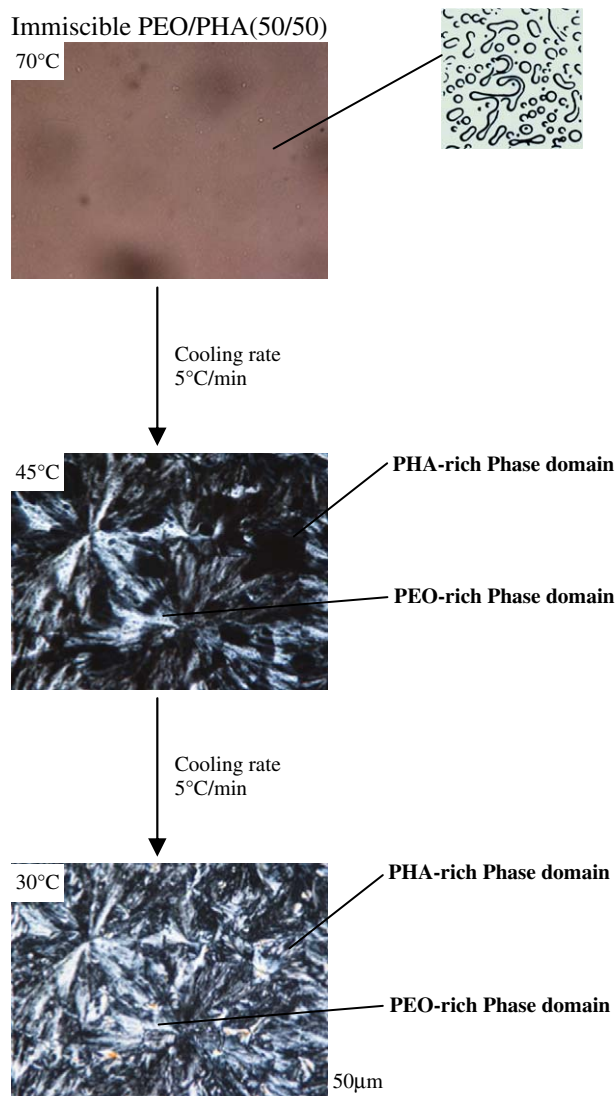 Immiscible PEO/PHA(50/50)
70°C
Cooling rate
5°C/min
45°C
PHA-rich Phase domain
PEO-rich Phase domain
Cooling rate
5°C/min
30°C
PHA-rich Phase domain
PEO-rich Phase domain
50μm